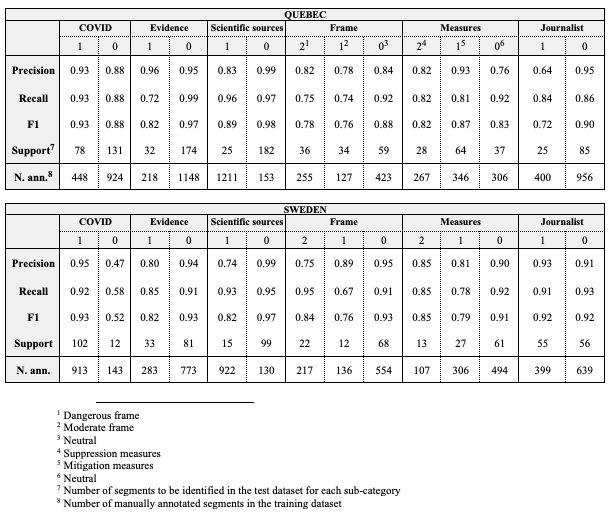 QUEBEC
COVID Evidence Scientific sources Frame Measures Journalist
1 0 1 0 1 0 2¹ 1² 0³ 2⁴ 1⁵ 0⁶ 1 0
Precision 0.93 0.88 0.96 0.95 0.83 0.99 0.82 0.78 0.84 0.82 0.93 0.76 0.64 0.95
Recall 0.93 0.88 0.72 0.99 0.96 0.97 0.75 0.74 0.92 0.82 0.81 0.92 0.84 0.86
F1 0.93 0.88 0.82 0.97 0.89 0.98 0.78 0.76 0.88 0.82 0.87 0.83 0.72 0.90
Support⁷ 78 131 32 174 25 182 36 34 59 28 64 37 25 85
N. ann.⁸ 448 924 218 1148 1211 153 255 127 423 267 346 306 400 956
SWEDEN
COVID Evidence Scientific sources Frame Measures Journalist
1 0 1 0 1 0 2 1 0 2 1 0 1 0
Precision 0.95 0.47 0.80 0.94 0.74 0.99 0.75 0.89 0.95 0.85 0.81 0.90 0.93 0.91
Recall 0.92 0.58 0.85 0.91 0.93 0.95 0.95 0.67 0.91 0.85 0.78 0.92 0.91 0.93
F1 0.93 0.52 0.82 0.93 0.82 0.97 0.84 0.76 0.93 0.85 0.79 0.91 0.92 0.92
Support 102 12 33 81 15 99 22 12 68 13 27 61 55 56
N. ann. 913 143 283 773 922 130 217 136 554 107 306 494 399 639
¹ Dangerous frame
² Moderate frame
³ Neutral
⁴ Suppression measures
⁵ Mitigation measures
⁶ Neutral
⁷ Number of segments to be identified in the test dataset for each sub-category
⁸ Number of manually annotated segments in the training dataset